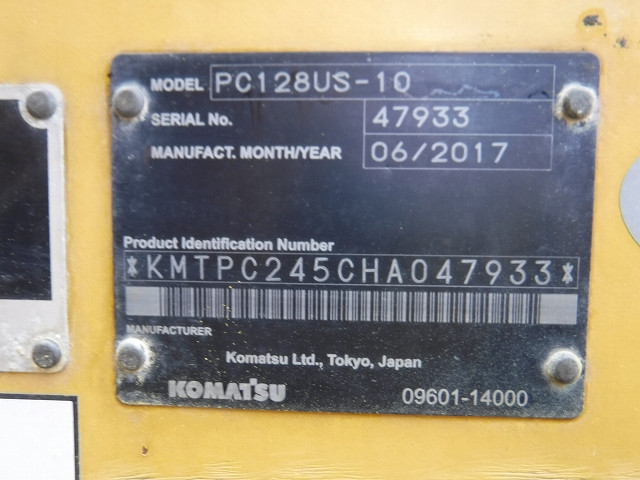 MODEL PC128US-10
SERIAL No. 47933
MANUFACT. MONTH/YEAR 06/2017
Product Identification Number
*KMTPC245CHA047933*
MANUFACTURER
Komatsu Ltd., Tokyo, Japan
KOMATSU 09601-14000